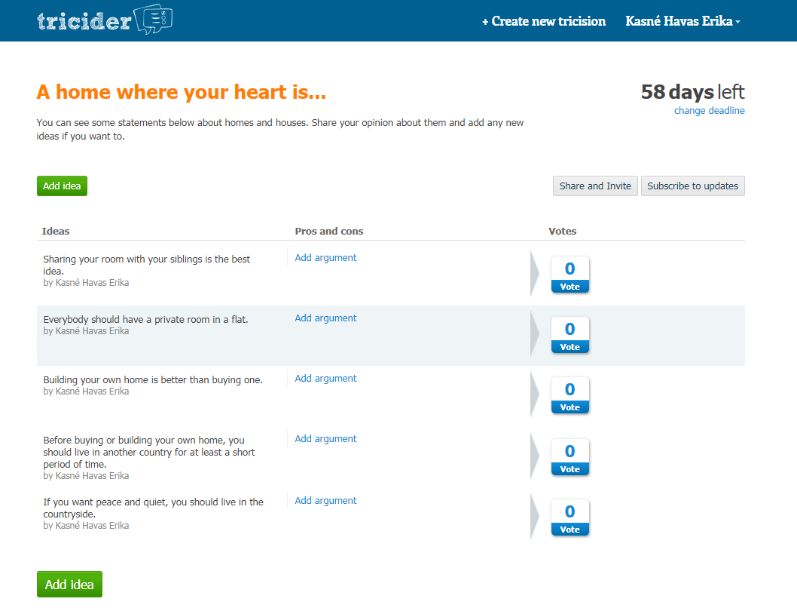 tricider
+ Create new tricision
Kasné Havas Erika
A home where your heart is...
58 days left
change deadline
You can see some statements below about homes and houses. Share your opinion about them and add any new
ideas if you want to.
Add idea
Share and Invite
Subscribe to updates
Ideas
Pros and cons
Votes
Sharing your room with your siblings is the best
idea.
by Kasné Havas Erika
Add argument
0
Vote
Everybody should have a private room in a flat.
by Kasné Havas Erika
Add argument
0
Vote
Building your own home is better than buying one.
by Kasné Havas Erika
Add argument
0
Vote
Before buying or building your own home, you
should live in another country for at least a short
period of time.
by Kasné Havas Erika
Add argument
0
Vote
If you want peace and quiet, you should live in the
countryside.
by Kasné Havas Erika
Add argument
0
Vote
Add idea